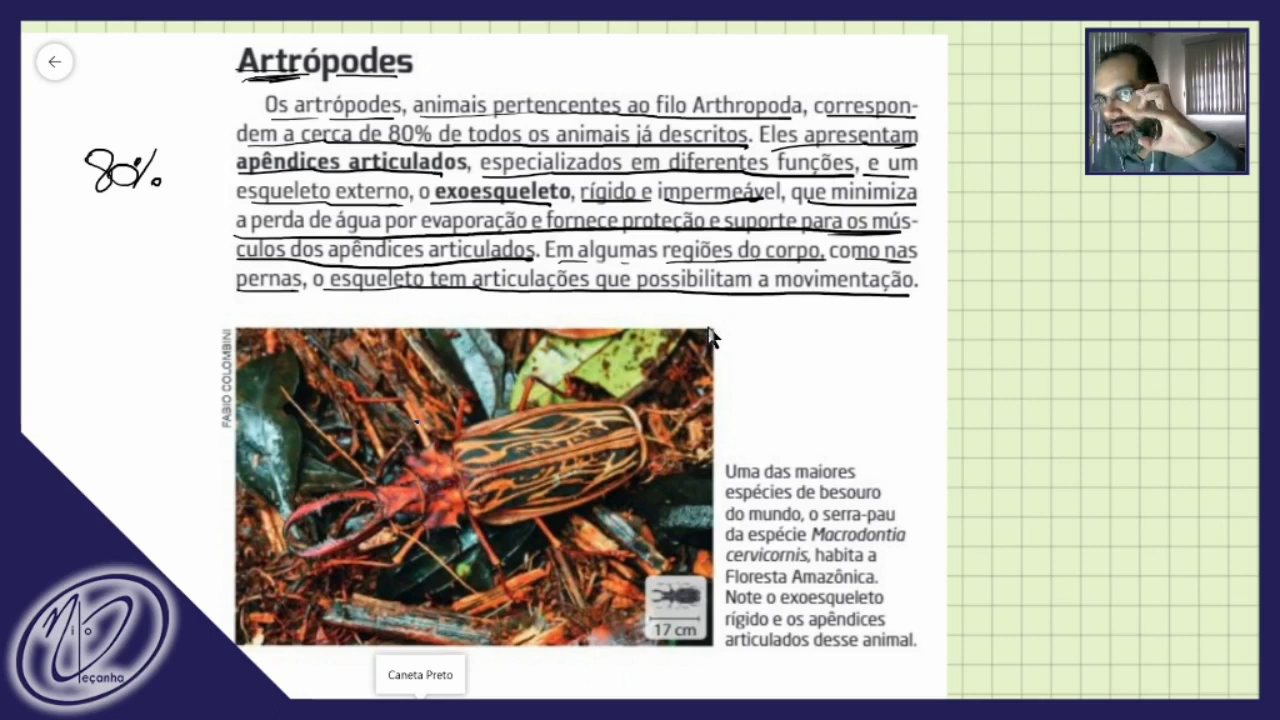 Artrópodes
Os artrópodes, animais pertencentes ao filo Arthropoda, correspon-
dem a cerca de 80% de todos os animais já descritos. Eles apresentam
apêndices articulados, especializados em diferentes funções, e um
esqueleto externo, o exoesqueleto, rígido e impermeável, que minimiza
a perda de água por evaporação e fornece proteção e suporte para os mús-
culos dos apêndices articulados. Em algumas regiões do corpo, como nas
pernas, o esqueleto tem articulações que possibilitam a movimentação.
80%.
FABIO COLOMBINI
17 cm
Uma das maiores
espécies de besouro
do mundo, o serra-pau
da espécie Macrodontia
cervicornis, habita a
Floresta Amazônica.
Note o exoesqueleto
rígido e os apêndices
articulados desse animal.
Caneta Preto